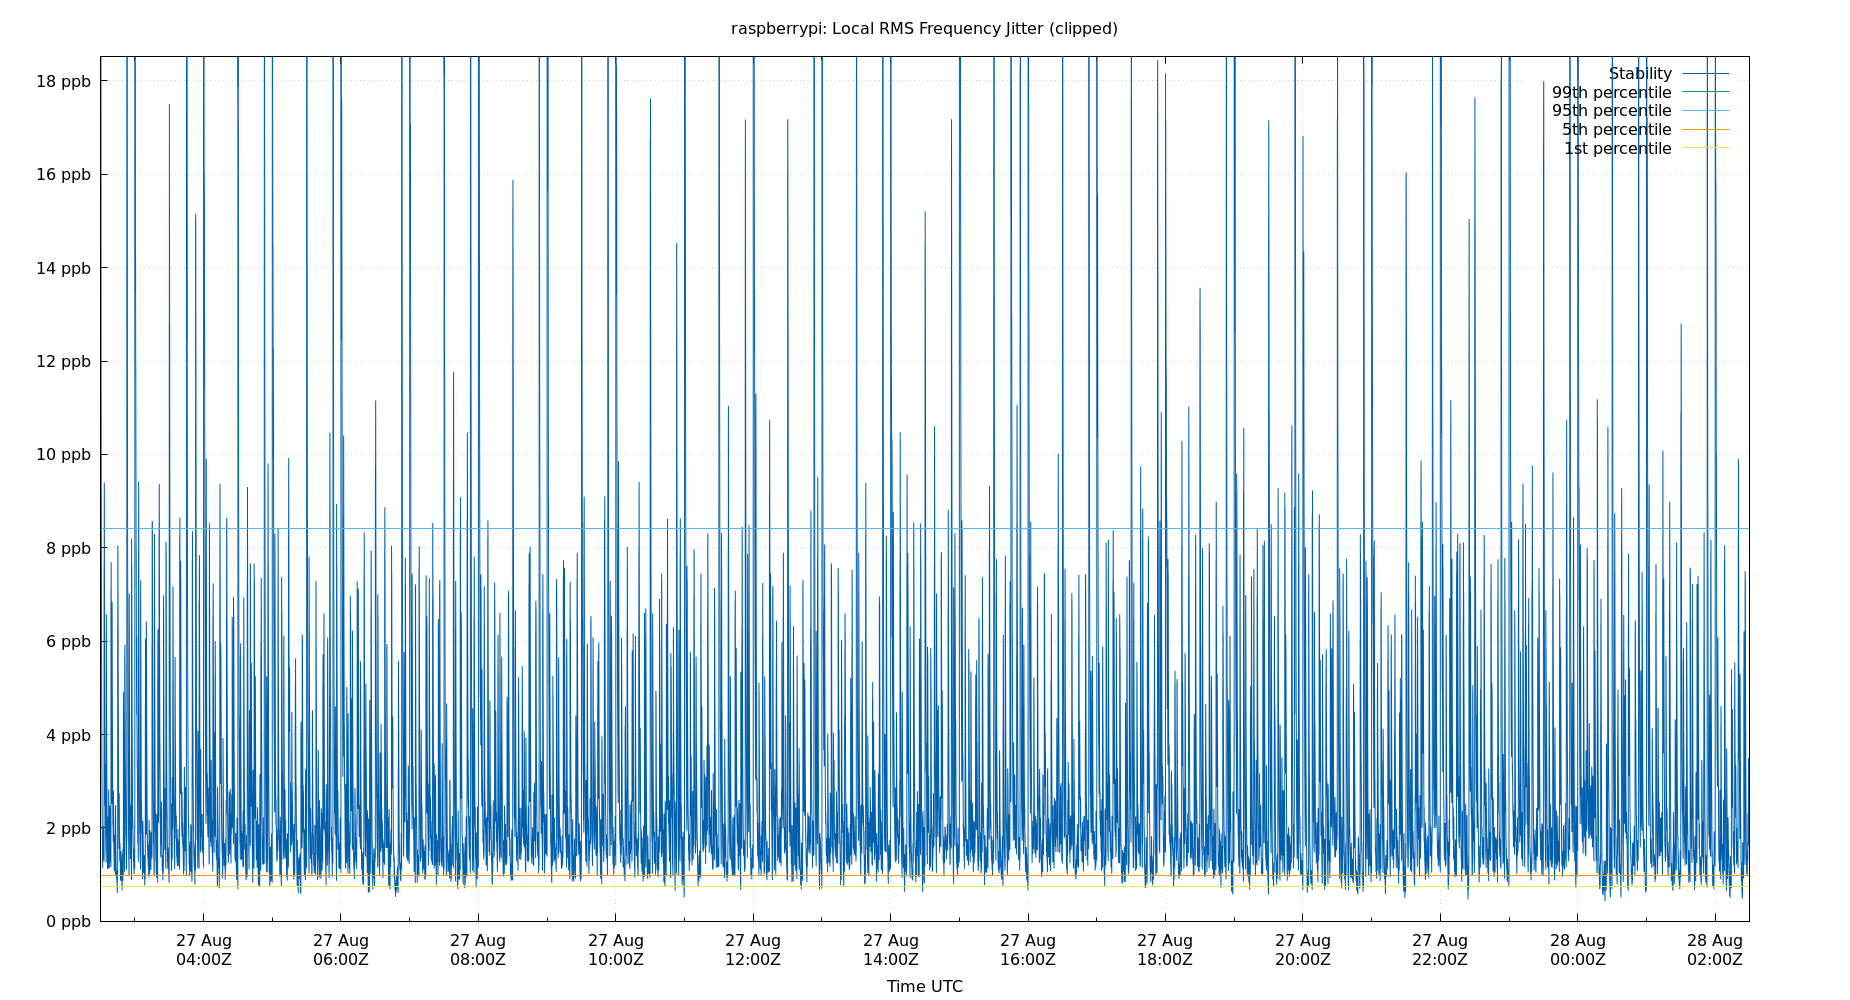 raspberrypi: Local RMS Frequency Jitter (clipped)
18 ppb
16 ppb
14 ppb
12 ppb
10 ppb
8 ppb
6 ppb
4 ppb
2 ppb
0 ppb
Stability
99th percentile
95th percentile
5th percentile
1st percentile
27 Aug 27 Aug 27 Aug 27 Aug 27 Aug 27 Aug 27 Aug 27 Aug 27 Aug 27 Aug 28 Aug 28 Aug
04:00Z 06:00Z 08:00Z 10:00Z 12:00Z 14:00Z 16:00Z 18:00Z 20:00Z 22:00Z 00:00Z 02:00Z
Time UTC